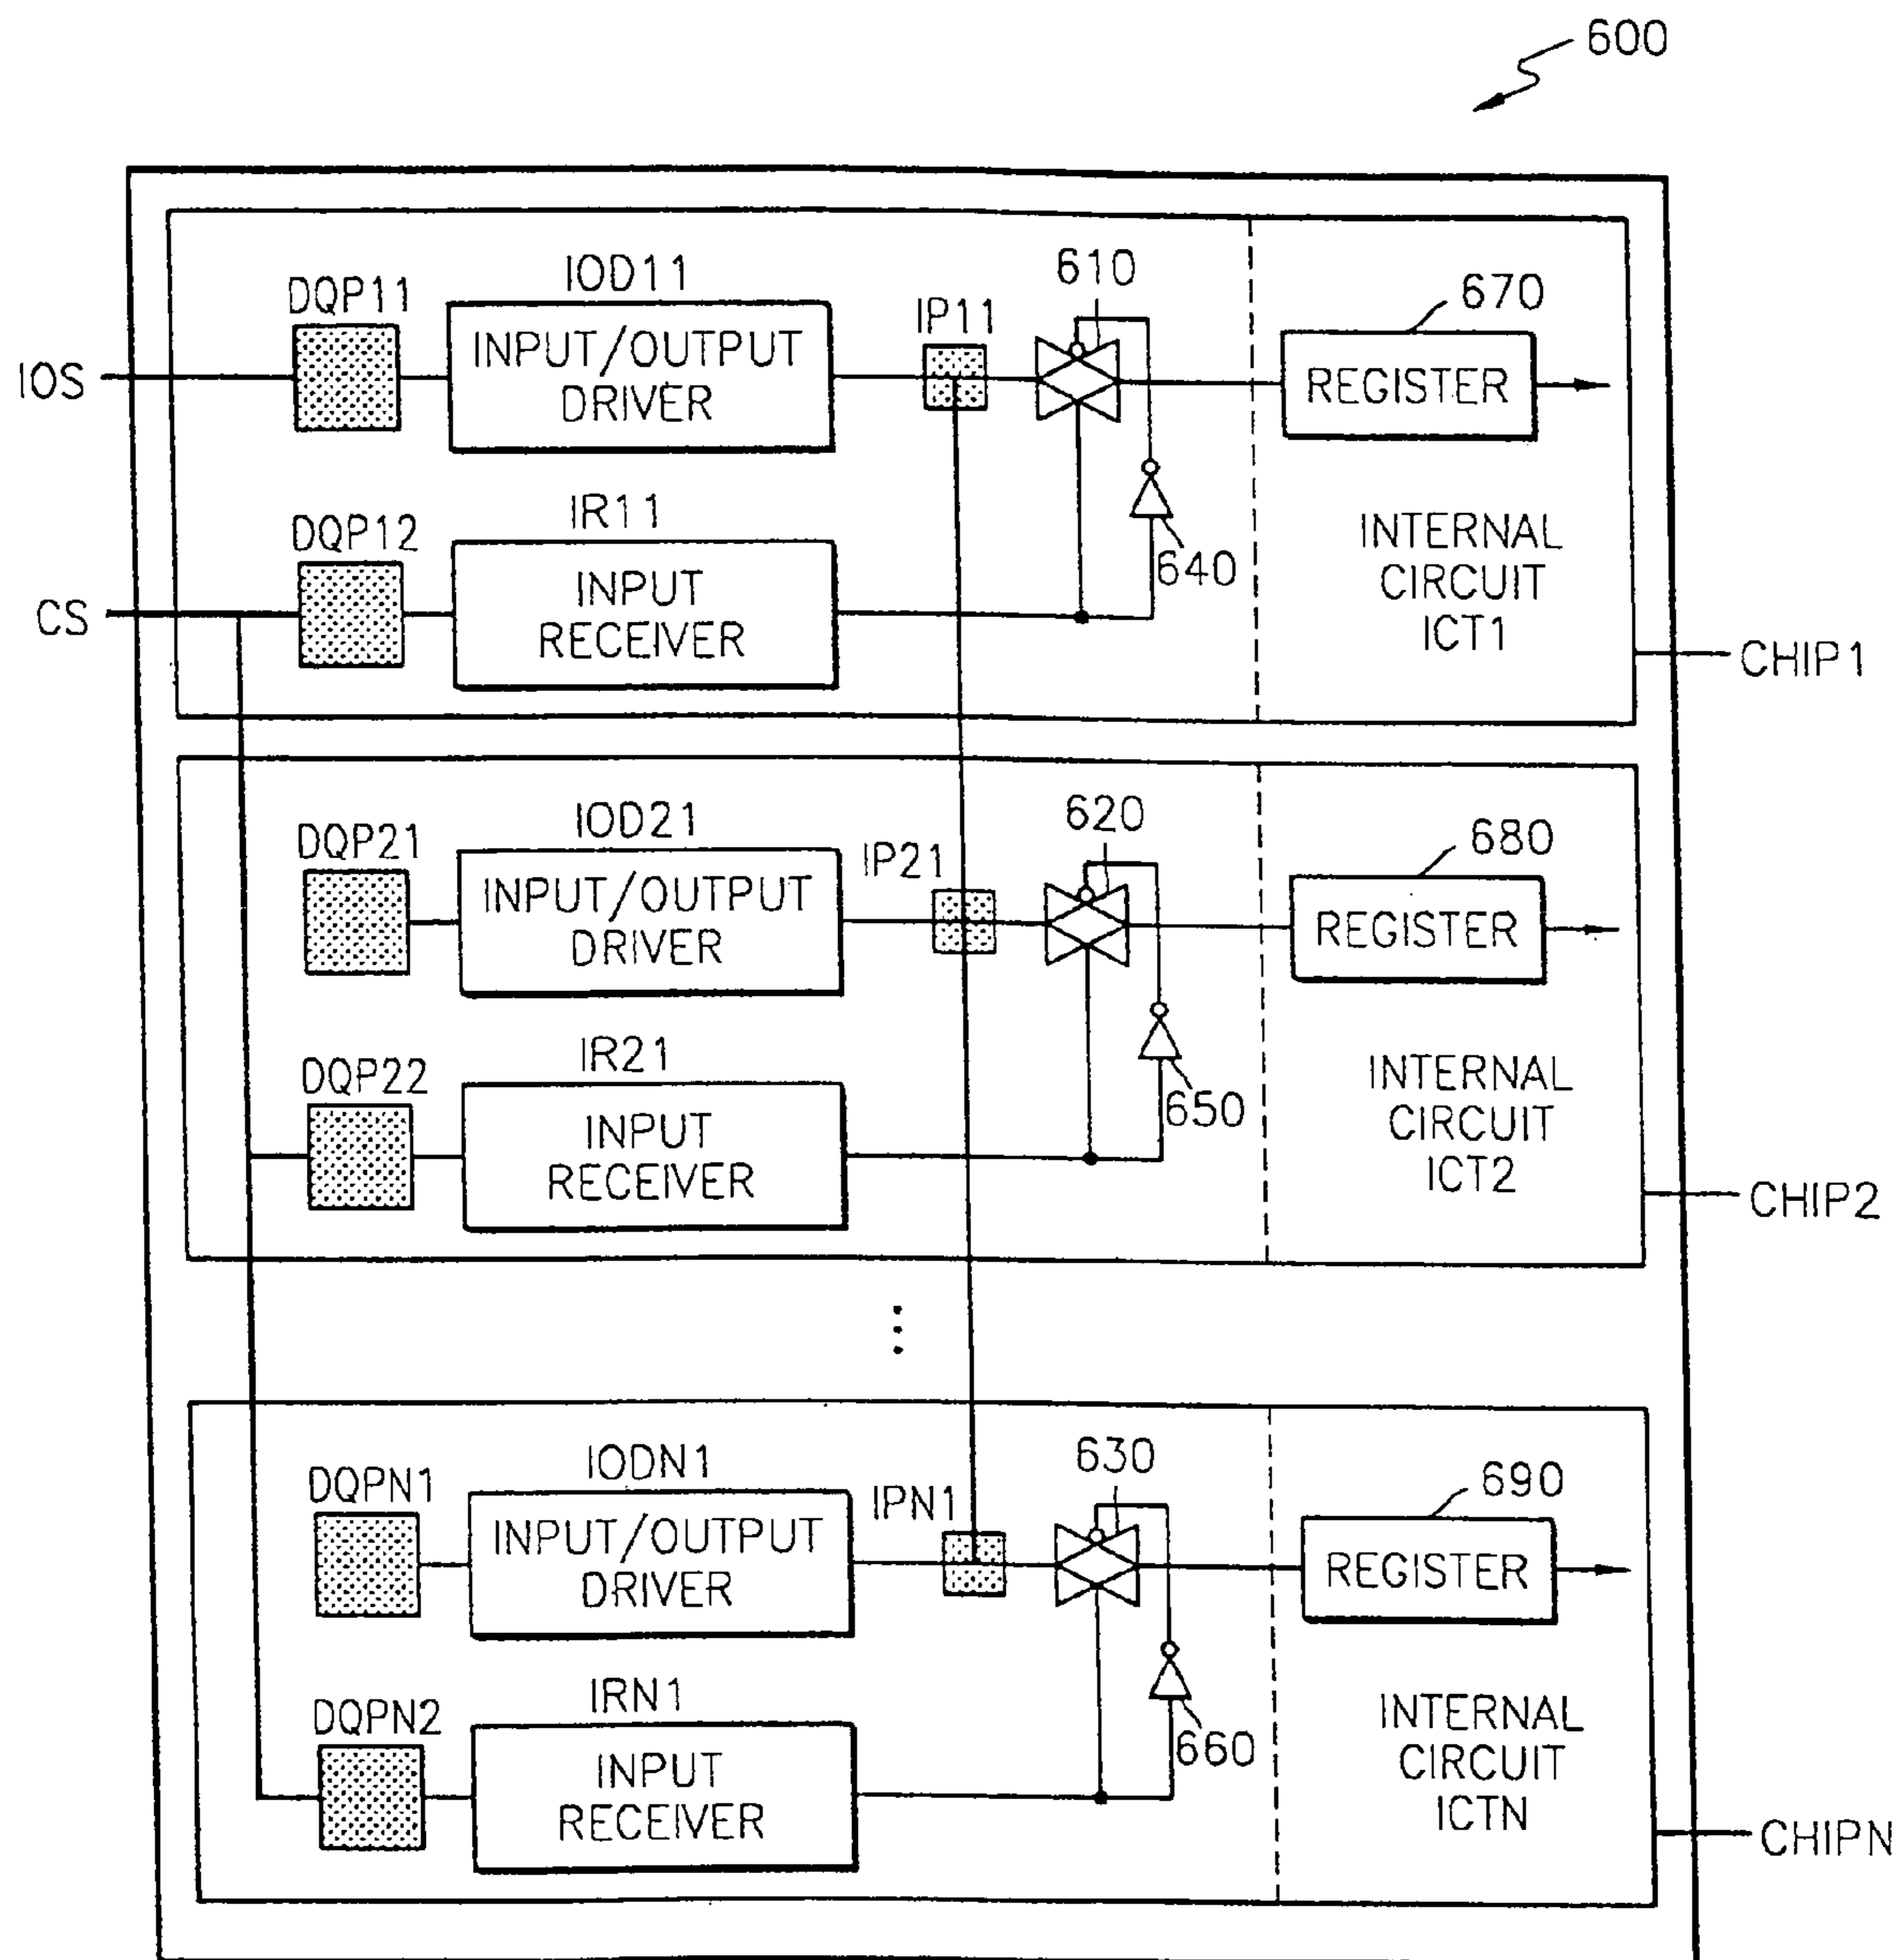 600
IOS
DQP11
IOD11
INPUT/OUTPUT
DRIVER
IP11
610
670
REGISTER
CS
DQP12
IR11
INPUT
RECEIVER
640
INTERNAL
CIRCUIT
ICT1
CHIP1
DQP21
IOD21
INPUT/OUTPUT
DRIVER
IP21
620
680
REGISTER
DQP22
IR21
INPUT
RECEIVER
650
INTERNAL
CIRCUIT
ICT2
CHIP2
DQPN1
IODN1
INPUT/OUTPUT
DRIVER
IPN1
630
690
REGISTER
DQPN2
IRN1
INPUT
RECEIVER
660
INTERNAL
CIRCUIT
ICTN
CHIPN